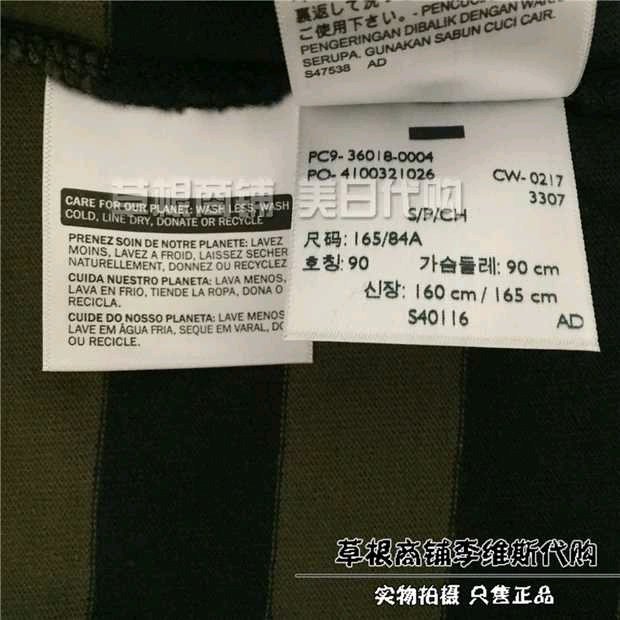 裏返して洗
ご使用下さい。 - PENCUCI
PENGERINGAN DIBALIK DENGAN WARN
SERUPA. GUNAKAN SABUN CUCI CAIR.
S47538 AD
CARE FOR OUR PLANET: WASH LESS, WASH
COLD, LINE DRY, DONATE OR RECYCLE
PRENEZ SOIN DE NOTRE PLANETE: LAVEZ
MOINS, LAVEZ A FROID, LAISSEZ SECHER
NATURELLEMENT, DONNEZ OU RECYCLEZ
CUIDA NUESTRO PLANETA: LAVA MENOS,
LAVA EN FRIO, TIENDE LA ROPA, DONA O
RECICLA.
CUIDE DO NOSSO PLANETA: LAVE MENOS
LAVE EM ÁGUA FRIA, SEQUE EM VARAL, DO
OU RECICLE.
PC9- 36018-0004
PO- 4100321026
CW- 0217
3307
S/P/CH
尺码: 165/84A
호칭: 90 가슴둘레: 90 cm
신장: 160 cm / 165 cm
S40116 AD
草根商铺 美日代购
草根商铺李维斯代购
实物拍摄 只售正品